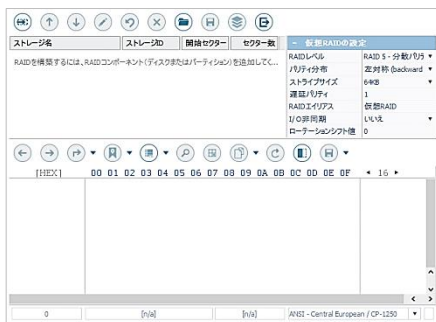 ストレージ名 ストレージID 開始セクター セクター数
RAIDを構築するには、RAIDコンポーネント(ディスクまたはパーティション)を追加してく...
− 仮想RAIDの設定
RAIDレベル RAID 5 - 分散パリテ
パリティ分布 左対称 (backward
ストライプサイズ 64KB
遅延パリティ 1
RAIDエイリアス 仮想RAID
I/O非同期 いいえ
ローテーションシフト値 0
[HEX] 00 01 02 03 04 05 06 07 08 09 0A 0B 0C 0D 0E 0F 16
0 [n/a] [n/a] ANSI - Central European / CP-1250